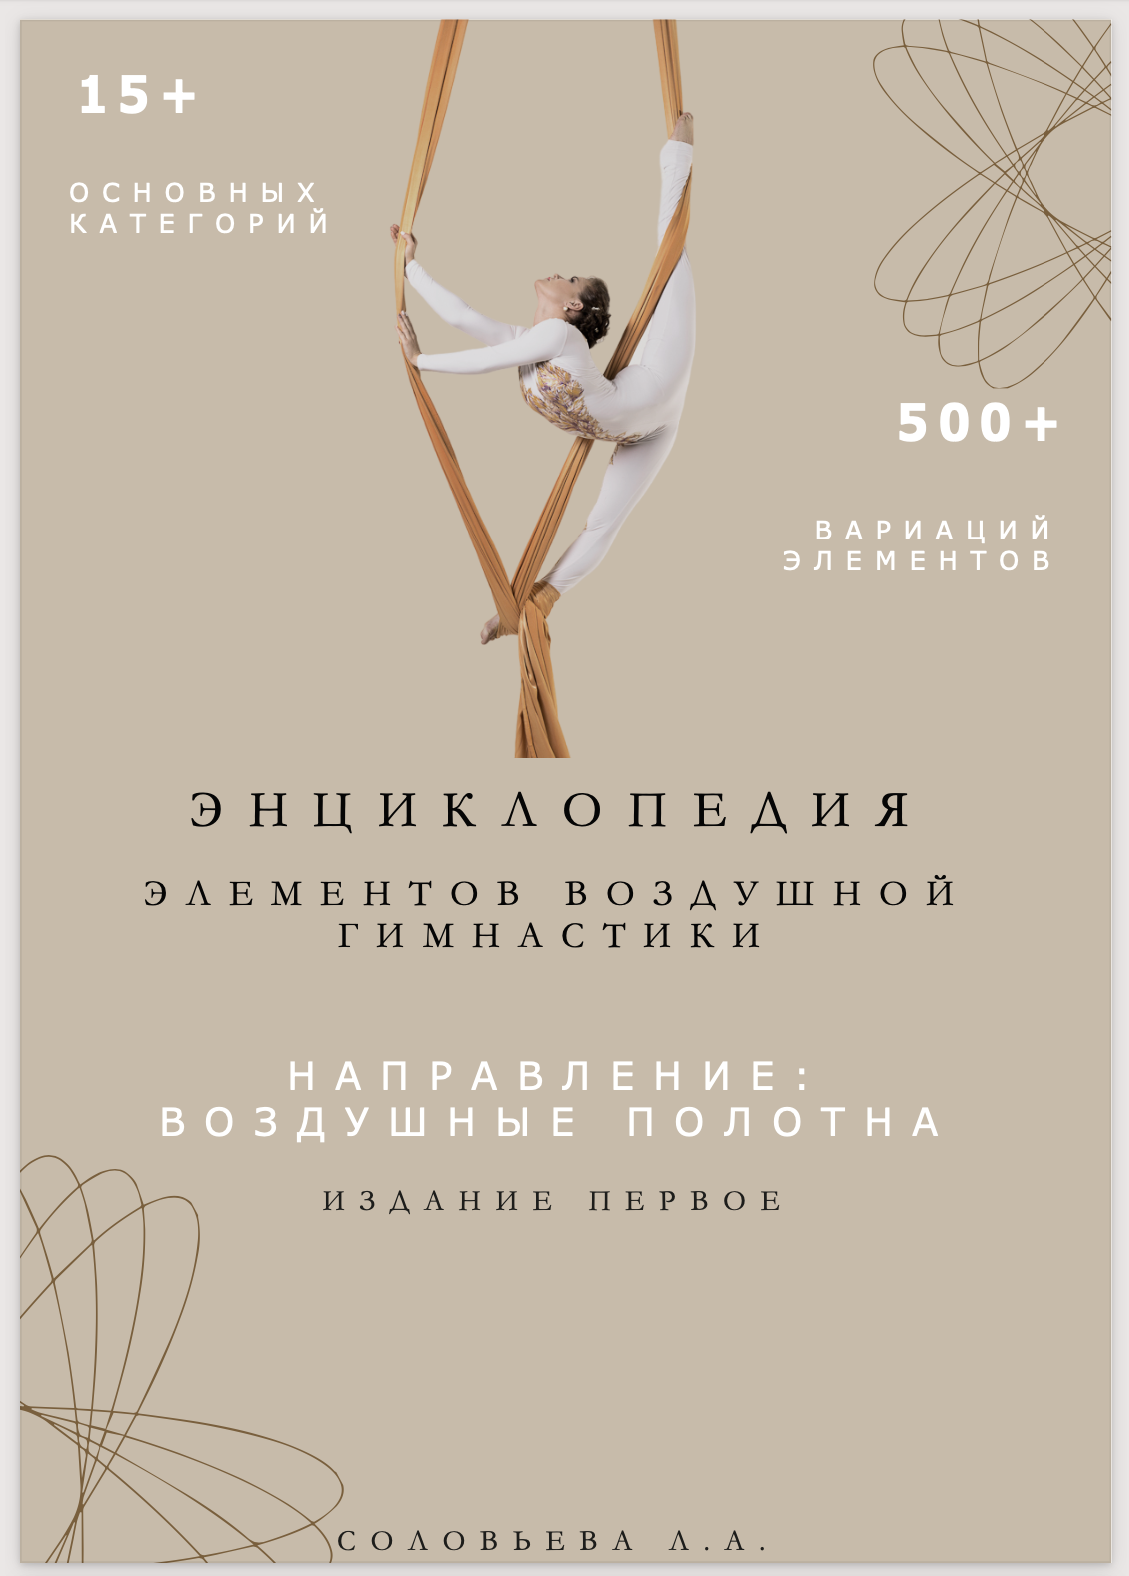 15+
ОСНОВНЫХ
КАТЕГОРИЙ
500+
ВАРИАЦИЙ
ЭЛЕМЕНТОВ
ЭНЦИКЛОПЕДИЯ
ЭЛЕМЕНТОВ ВОЗДУШНОЙ
ГИМНАСТИКИ
НАПРАВЛЕНИЕ:
ВОЗДУШНЫЕ ПОЛОТНА
ИЗДАНИЕ ПЕРВОЕ
СОЛОВЬЕВА Л.А.